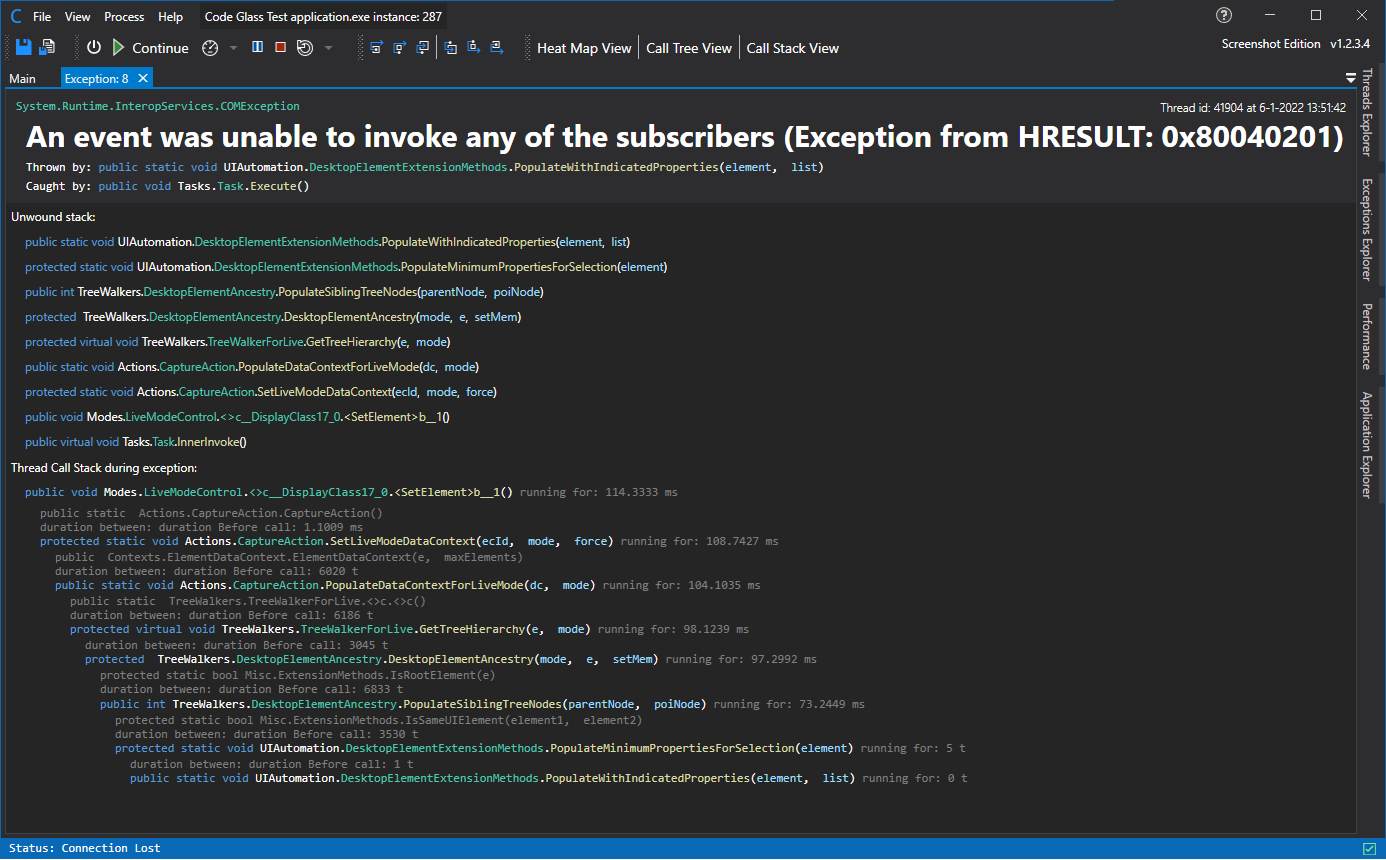 C File View Process Help Code Glass Test application.exe instance: 287
Continue Heat Map View Call Tree View Call Stack View Screenshot Edition v1.2.3.4
Main Exception: 8
System.Runtime.InteropServices.COMException
Thread id: 41904 at 6-1-2022 13:51:42
An event was unable to invoke any of the subscribers (Exception from HRESULT: 0x80040201)
Thrown by: public static void UIAutomation.DesktopElementExtensionMethods.PopulateWithIndicatedProperties(element, list)
Caught by: public void Tasks.Task.Execute()
Unwound stack:
public static void UIAutomation.DesktopElementExtensionMethods.PopulateWithIndicatedProperties(element, list)
protected static void UIAutomation.DesktopElementExtensionMethods.PopulateMinimumPropertiesForSelection(element)
public int TreeWalkers.DesktopElementAncestry.PopulateSiblingTreeNodes(parentNode, poiNode)
protected TreeWalkers.DesktopElementAncestry.DesktopElementAncestry(mode, e, setMem)
protected virtual void TreeWalkers.TreeWalkerForLive.GetTreeHierarchy(e, mode)
public static void Actions.CaptureAction.PopulateDataContextForLiveMode(dc, mode)
protected static void Actions.CaptureAction.SetLiveModeDataContext(ecId, mode, force)
public void Modes.LiveModeControl.<>c__DisplayClass17_0.<SetElement>b__1()
public virtual void Tasks.Task.InnerInvoke()
Thread Call Stack during exception:
public void Modes.LiveModeControl.<>c__DisplayClass17_0.<SetElement>b__1() running for: 114.3333 ms
public static Actions.CaptureAction.CaptureAction()
duration between: duration Before call: 1.1009 ms
protected static void Actions.CaptureAction.SetLiveModeDataContext(ecId, mode, force) running for: 108.7427 ms
public Contexts.ElementDataContext.ElementDataContext(e, maxElements)
duration between: duration Before call: 6020 t
public static void Actions.CaptureAction.PopulateDataContextForLiveMode(dc, mode) running for: 104.1035 ms
public static TreeWalkers.TreeWalkerForLive.<>c.<>c()
duration between: duration Before call: 6186 t
protected virtual void TreeWalkers.TreeWalkerForLive.GetTreeHierarchy(e, mode) running for: 98.1239 ms
duration between: duration Before call: 3045 t
protected TreeWalkers.DesktopElementAncestry.DesktopElementAncestry(mode, e, setMem) running for: 97.2992 ms
protected static bool Misc.ExtensionMethods.IsRootElement(e)
duration between: duration Before call: 6833 t
public int TreeWalkers.DesktopElementAncestry.PopulateSiblingTreeNodes(parentNode, poiNode) running for: 73.2449 ms
protected static bool Misc.ExtensionMethods.IsSameUIElement(element1, element2)
duration between: duration Before call: 3530 t
protected static void UIAutomation.DesktopElementExtensionMethods.PopulateMinimumPropertiesForSelection(element) running for: 5 t
duration between: duration Before call: 1 t
public static void UIAutomation.DesktopElementExtensionMethods.PopulateWithIndicatedProperties(element, list) running for: 0 t
Threads Explorer
Exceptions Explorer
Performance
Application Explorer
Status: Connection Lost